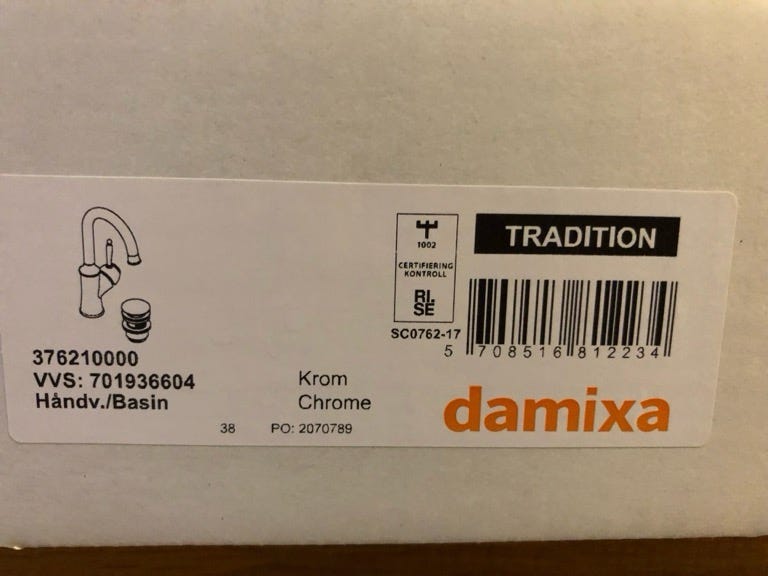 1002
CERTIFIERING
KONTROLL
RI.
SE
SC0762-17
TRADITION
5 708516 812234
376210000
VVS: 701936604
Håndv./Basin
Krom
Chrome
38
PO: 2070789
damixa